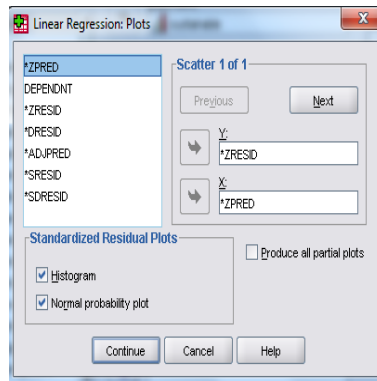 Linear Regression: Plots
X
*ZPRED
DEPENDNT
*ZRESID
*DRESID
*ADJPRED
*SRESID
*SDRESID
Scatter 1 of 1
Previous Next
Y:
*ZRESID
X:
*ZPRED
Standardized Residual Plots
Histogram
Normal probability plot
Produce all partial plots
Continue Cancel Help